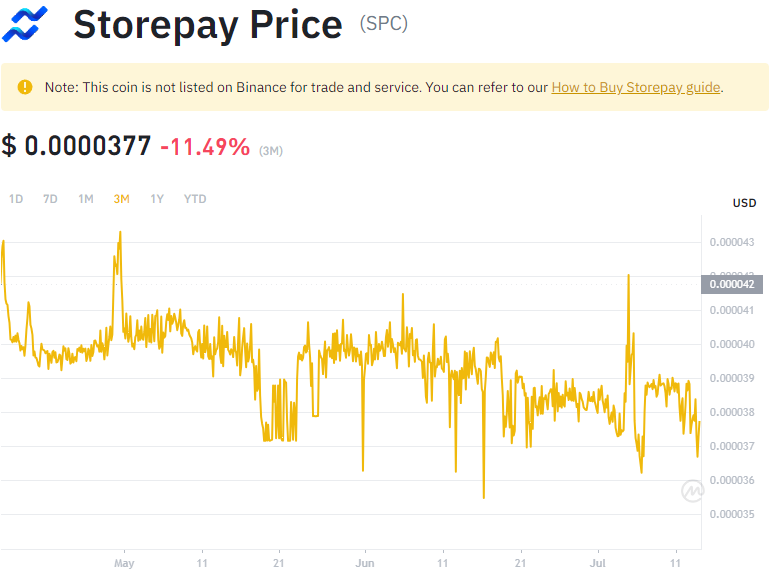 Storepay Price (SPC)
Note: This coin is not listed on Binance for trade and service. You can refer to our How to Buy Storepay guide.
$ 0.0000377 -11.49% (3M)
1D 7D 1M 3M 1Y YTD
USD
0.000043
0.000042
0.000041
0.000040
0.000039
0.000038
0.000037
0.000036
0.000035
May 11 21 Jun 11 21 Jul 11